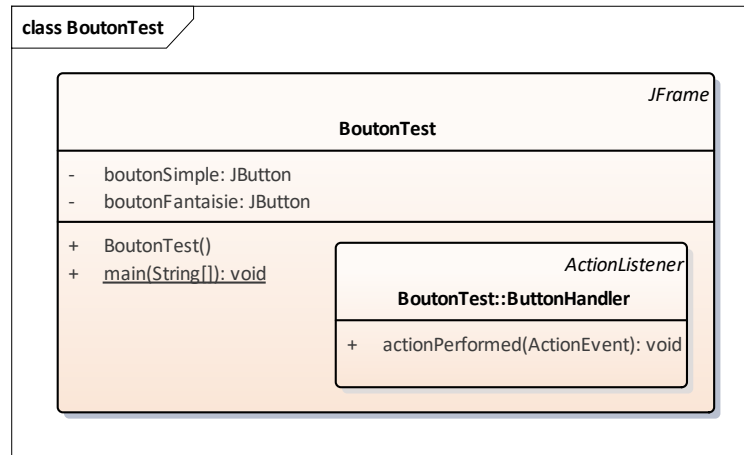 class BoutonTest
JFrame
BoutonTest
- boutonSimple: JButton
- boutonFantaisie: JButton
+ BoutonTest()
+ main(String[]): void
ActionListener
BoutonTest::ButtonHandler
+ actionPerformed(ActionEvent): void